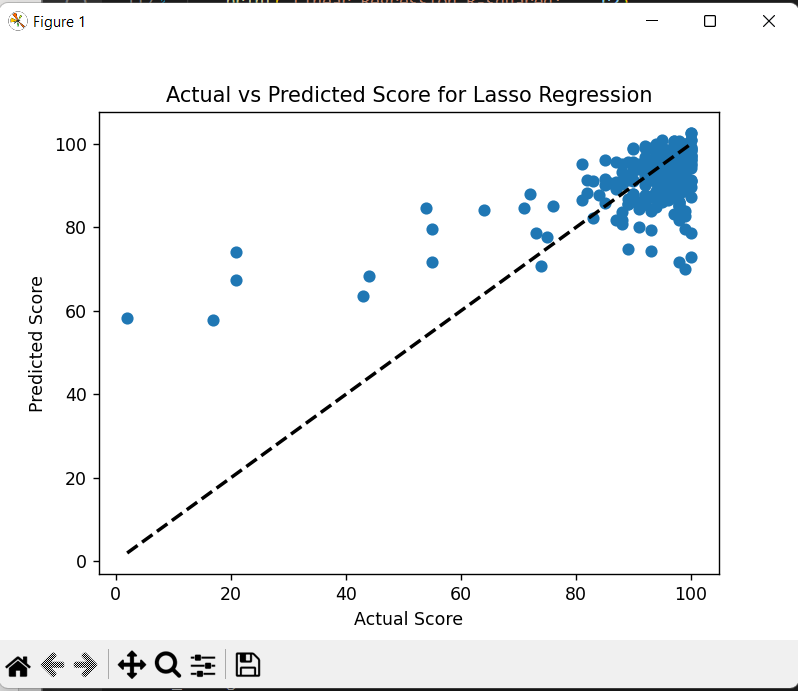 Figure 1
Actual vs Predicted Score for Lasso Regression
100
80
60
40
20
0
Predicted Score
0 20 40 60 80 100
Actual Score